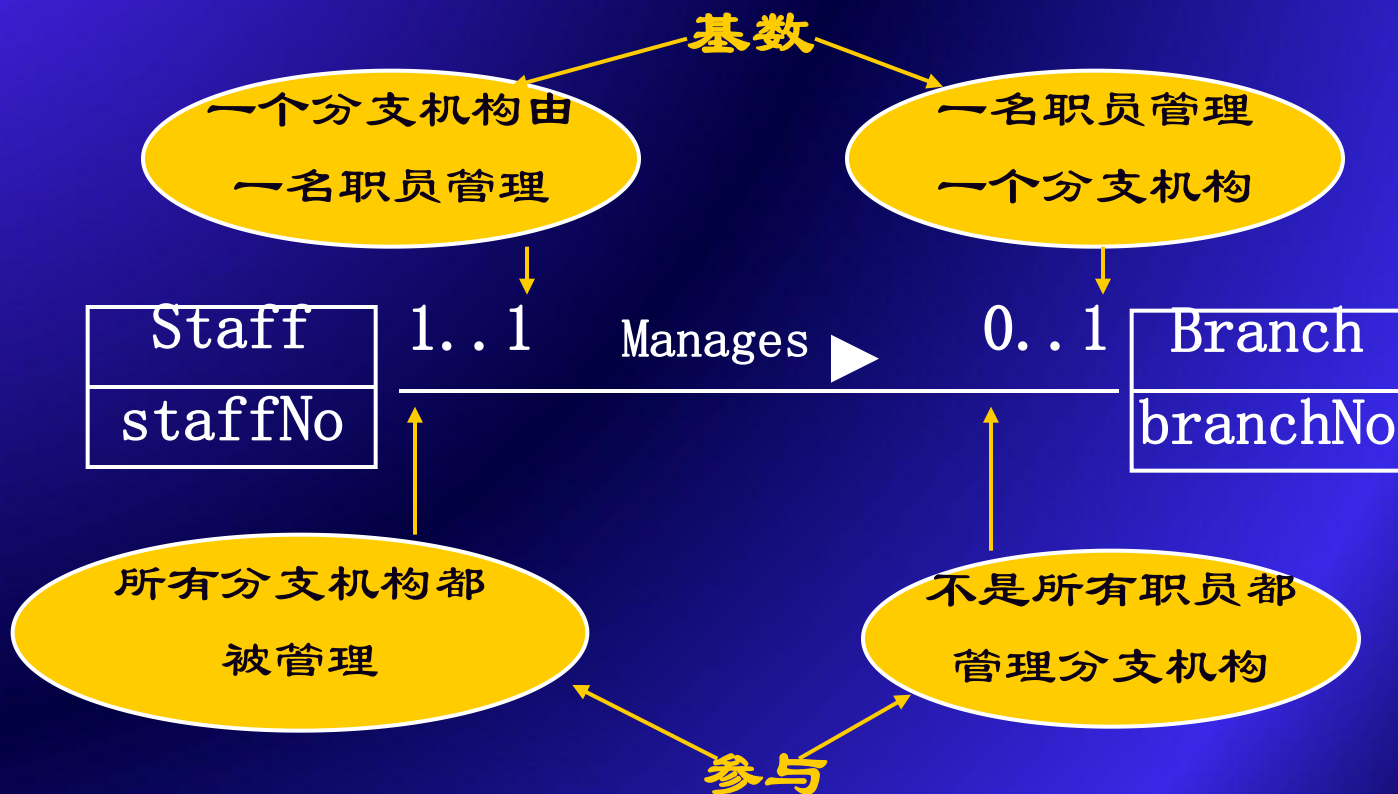 基数
一个分支机构由
一名职员管理
一名职员管理
一个分支机构
Staff
staffNo
1..1
Manages
0..1
Branch
branchNo
所有分支机构都
被管理
不是所有职员都
管理分支机构
参与